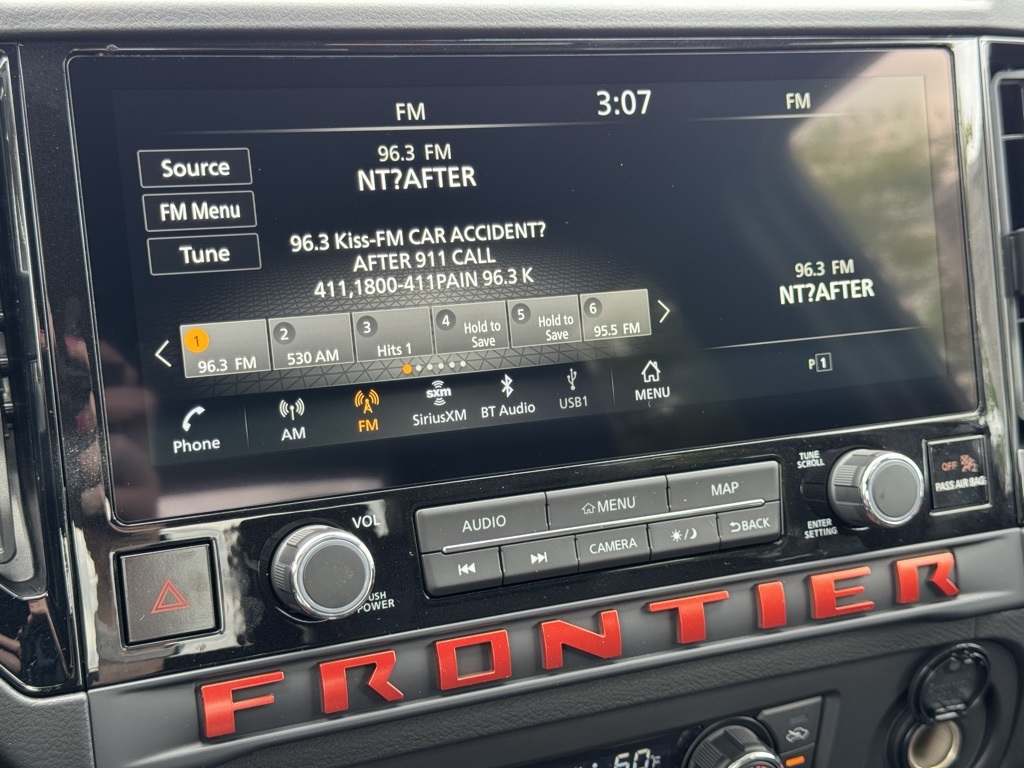 FM
3:07
FM
Source
FM Menu
Tune
96.3 FM
NT?AFTER
96.3 Kiss-FM CAR ACCIDENT?
AFTER 911 CALL
411,1800-411PAIN 96.3 K
96.3 FM
NT?AFTER
1
96.3 FM
2
530 AM
3
Hits 1
4
Hold to
Save
5
Hold to
Save
6
95.5 FM
P 1
Phone
AM
FM
sxm
SiriusXM
BT Audio
USB1
MENU
VOL
PUSH
POWER
AUDIO
MENU
MAP
CAMERA
BACK
TUNE
SCROLL
ENTER
SETTING
OFF
PASS AIR BAG
FRONTIER
60°F